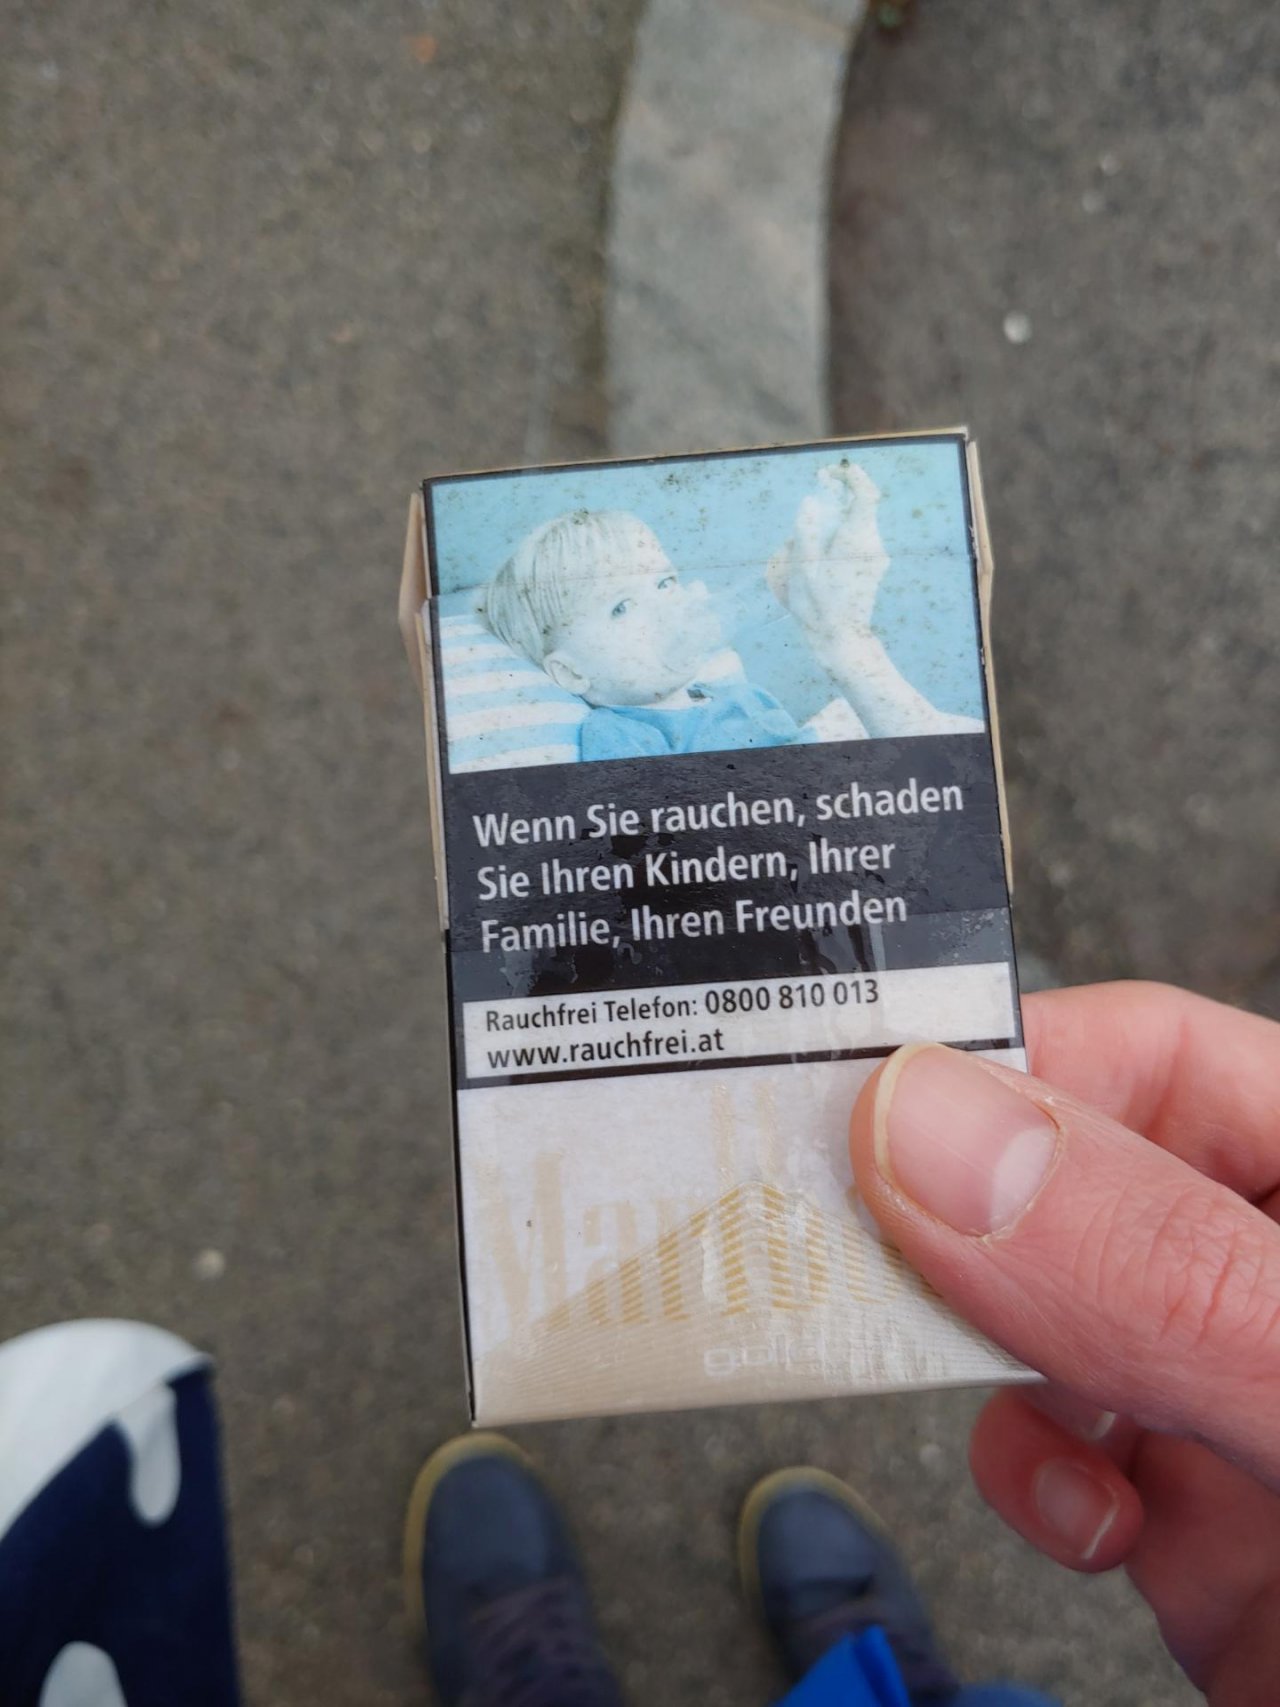 Wenn Sie rauchen, schaden
Sie Ihren Kindern, Ihrer
Familie, Ihren Freunden
Rauchfrei Telefon: 0800 810 013
www.rauchfrei.at
gold